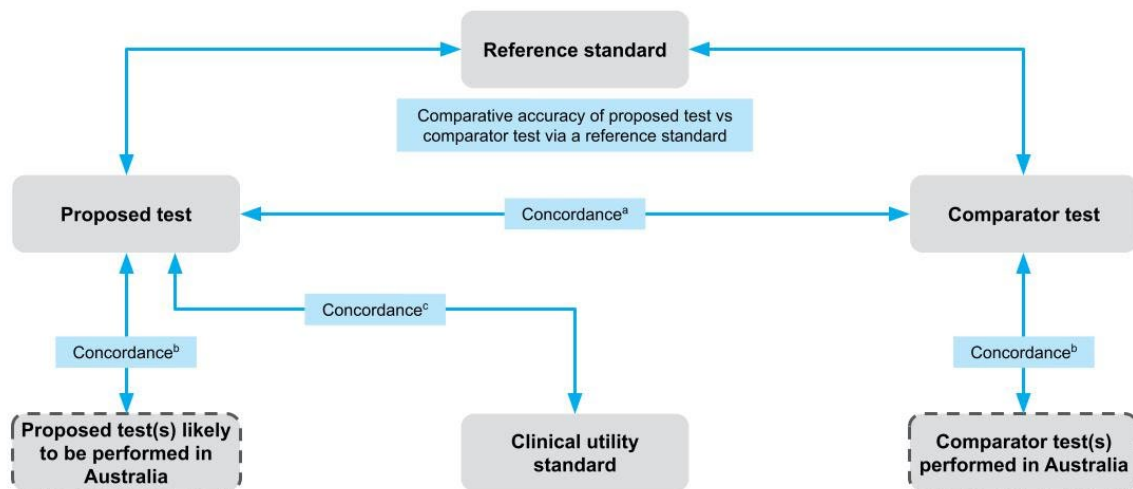 Reference standard
Comparative accuracy of proposed test vs
comparator test via a reference standard
Proposed test
Concordanceᵃ
Comparator test
Concordanceᶜ
Concordanceᵇ
Concordanceᵇ
Proposed test(s) likely
to be performed in
Australia
Clinical utility
standard
Comparator test(s)
performed in Australia